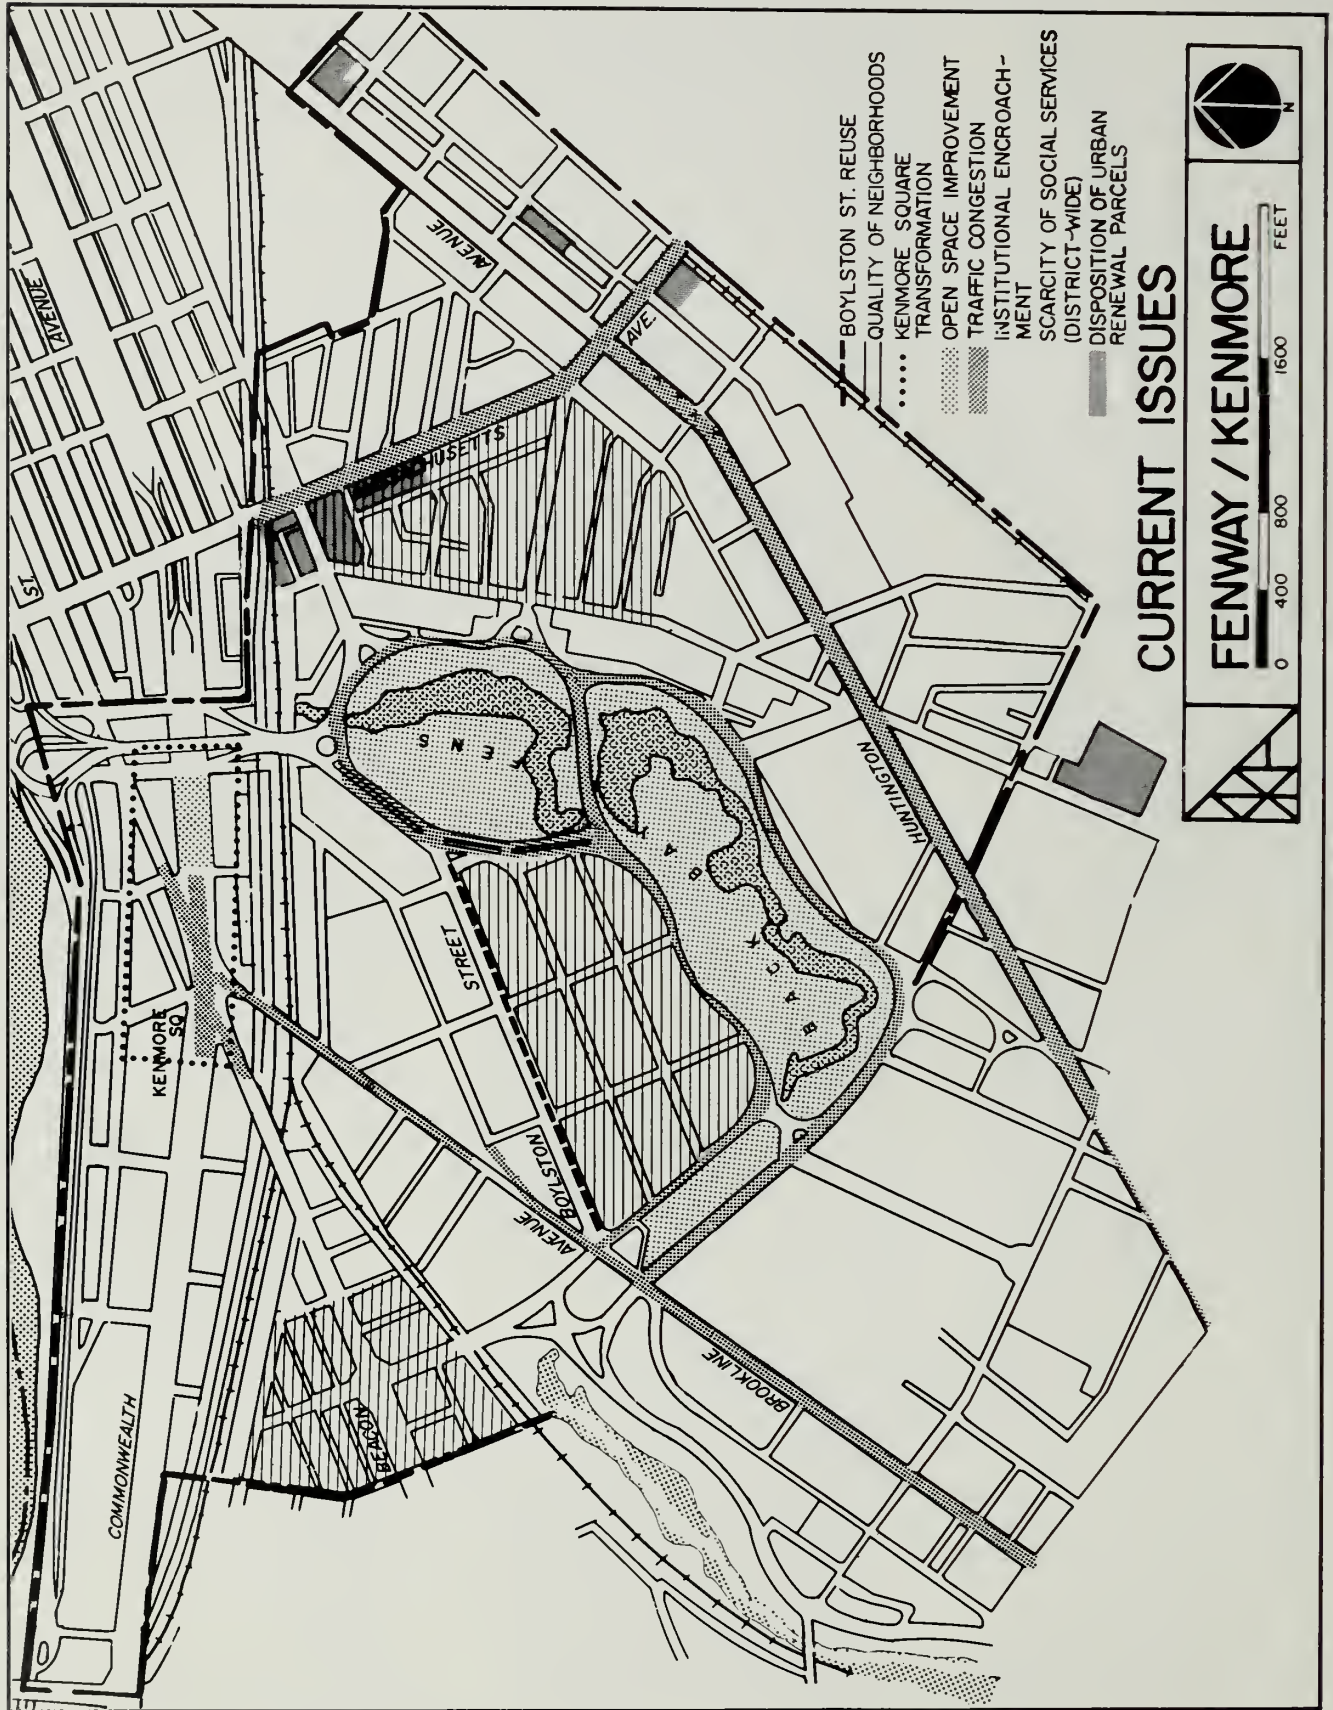 AVENUE
ST.
AVENUE
AVE.
HUSETTS
FENS
BACK BAY
KENMORE
SQ.
STREET
BOYLSTON
AVENUE
HUNTINGTON
BROOKLINE
BEACON
COMMONWEALTH
BOYLSTON ST. REUSE
QUALITY OF NEIGHBORHOODS
KENMORE SQUARE
TRANSFORMATION
OPEN SPACE IMPROVEMENT
TRAFFIC CONGESTION
INSTITUTIONAL ENCROACH-
MENT
SCARCITY OF SOCIAL SERVICES
(DISTRICT-WIDE)
DISPOSITION OF URBAN
RENEWAL PARCELS
CURRENT ISSUES
FENWAY / KENMORE
0 400 800 1600 FEET
N